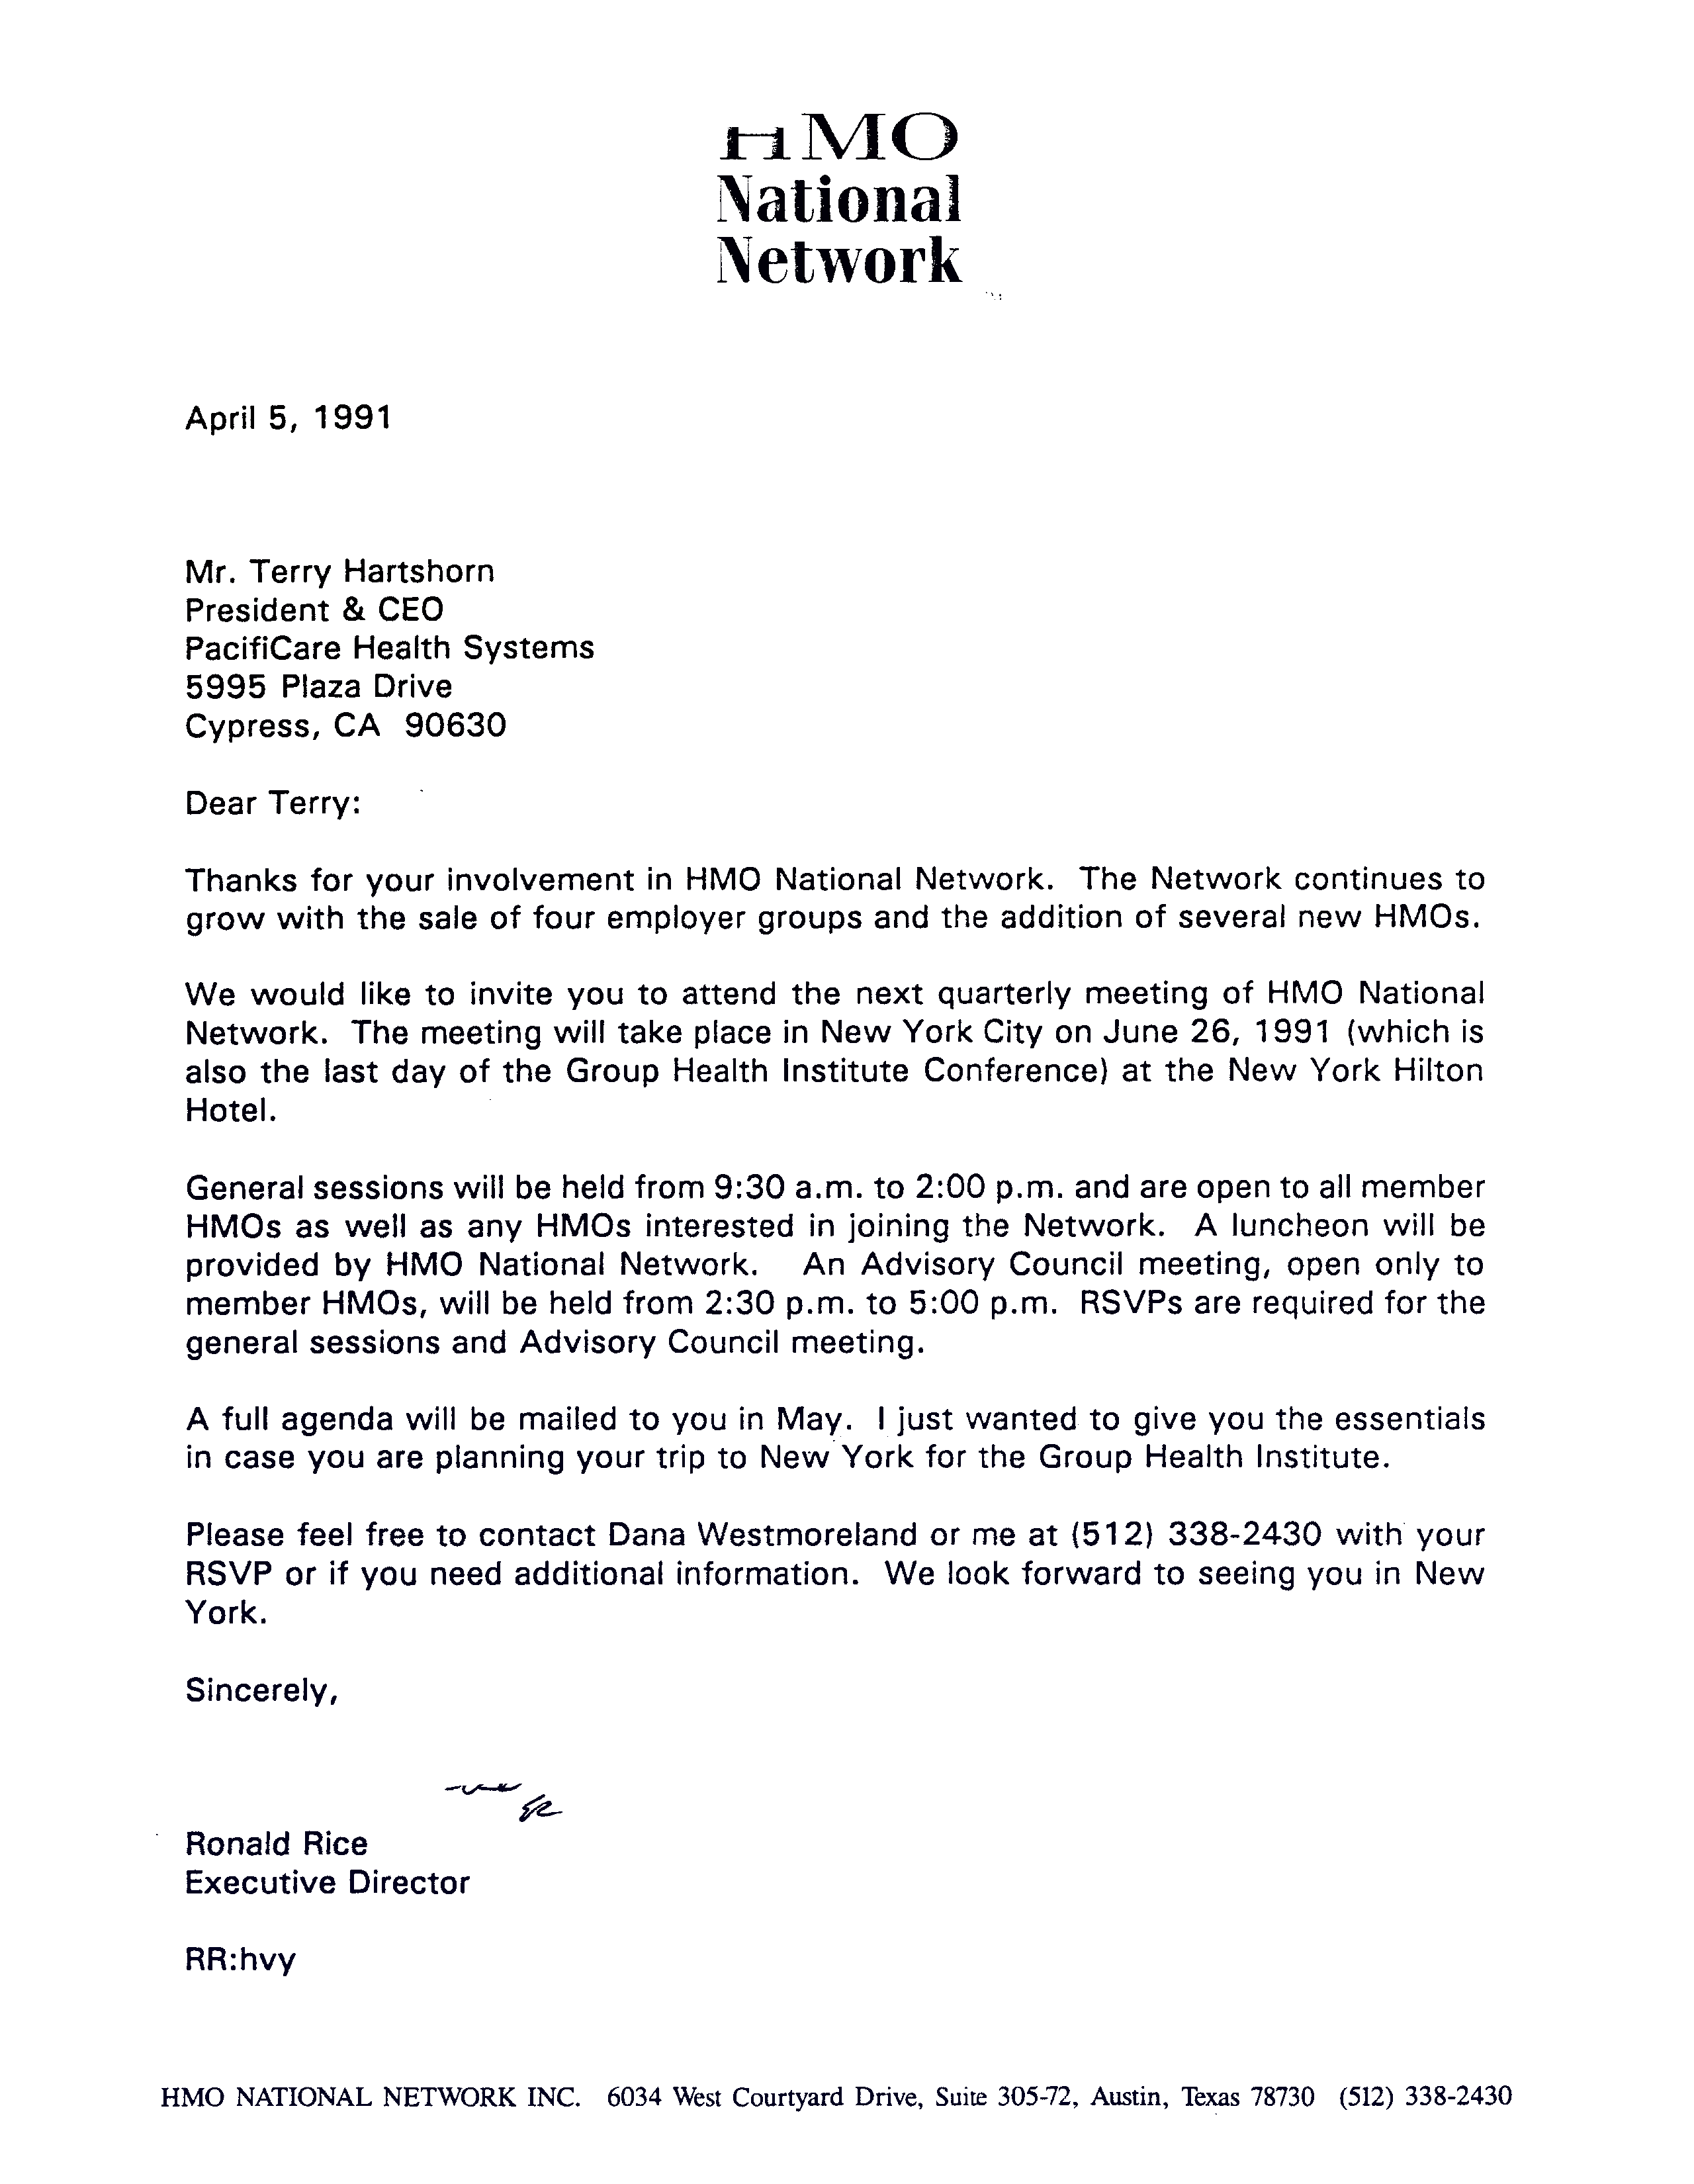 HMO
National
Network
April 5, 1991
Mr. Terry Hartshorn
President & CEO
PacifiCare Health Systems
5995 Plaza Drive
Cypress, CA 90630
Dear Terry:
Thanks for your involvement in HMO National Network. The Network continues to
grow with the sale of four employer groups and the addition of several new HMOs.
We would like to invite you to attend the next quarterly meeting of HMO National
Network. The meeting will take place in New York City on June 26, 1991 (which is
also the last day of the Group Health Institute Conference) at the New York Hilton
Hotel.
General sessions will be held from 9:30 a.m. to 2:00 p.m. and are open to all member
HMOs as well as any HMOs interested in joining the Network. A luncheon will be
provided by HMO National Network. An Advisory Council meeting, open only to
member HMOs, will be held from 2:30 p.m. to 5:00 p.m. RSVPs are required for the
general sessions and Advisory Council meeting.
A full agenda will be mailed to you in May. I just wanted to give you the essentials
in case you are planning your trip to New York for the Group Health Institute.
Please feel free to contact Dana Westmoreland or me at (512) 338-2430 with your
RSVP or if you need additional information. We look forward to seeing you in New
York.
Sincerely,
Ronald Rice
Executive Director
RR:hvy
HMO NATIONAL NETWORK INC. 6034 West Courtyard Drive, Suite 305-72, Austin, Texas 78730 (512) 338-2430